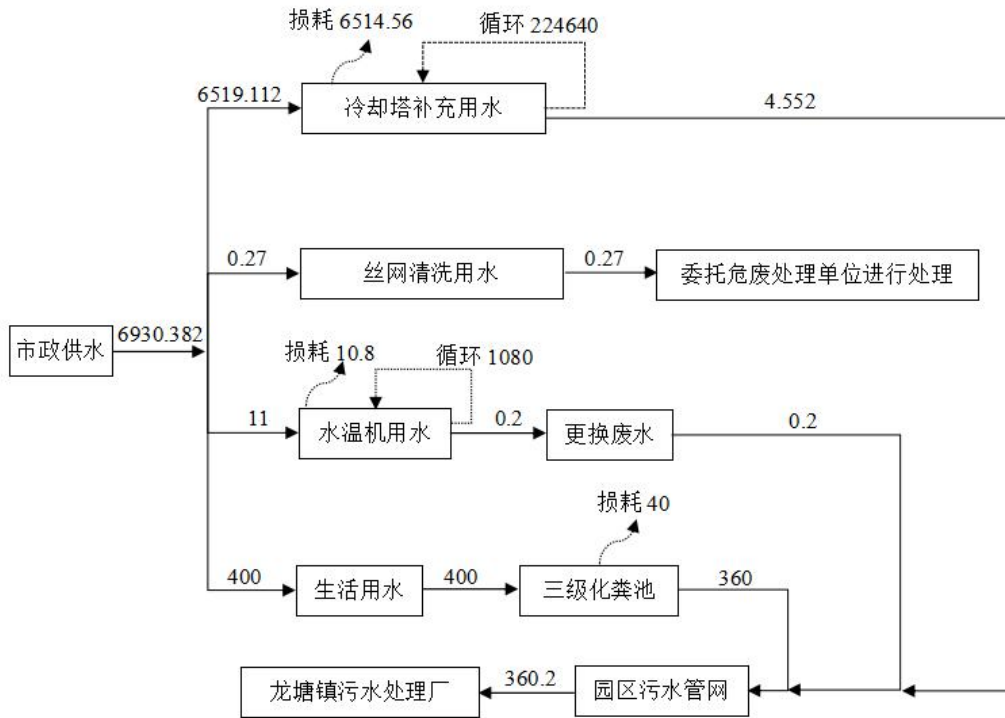 损耗 6514.56
循环 224640
6519.112
冷却塔补充用水
4.552
0.27
丝网清洗用水
0.27
委托危废处理单位进行处理
市政供水
6930.382
损耗 10.8
循环 1080
11
水温机用水
0.2
更换废水
0.2
损耗 40
400
生活用水
400
三级化粪池
360
龙塘镇污水处理厂
360.2
园区污水管网